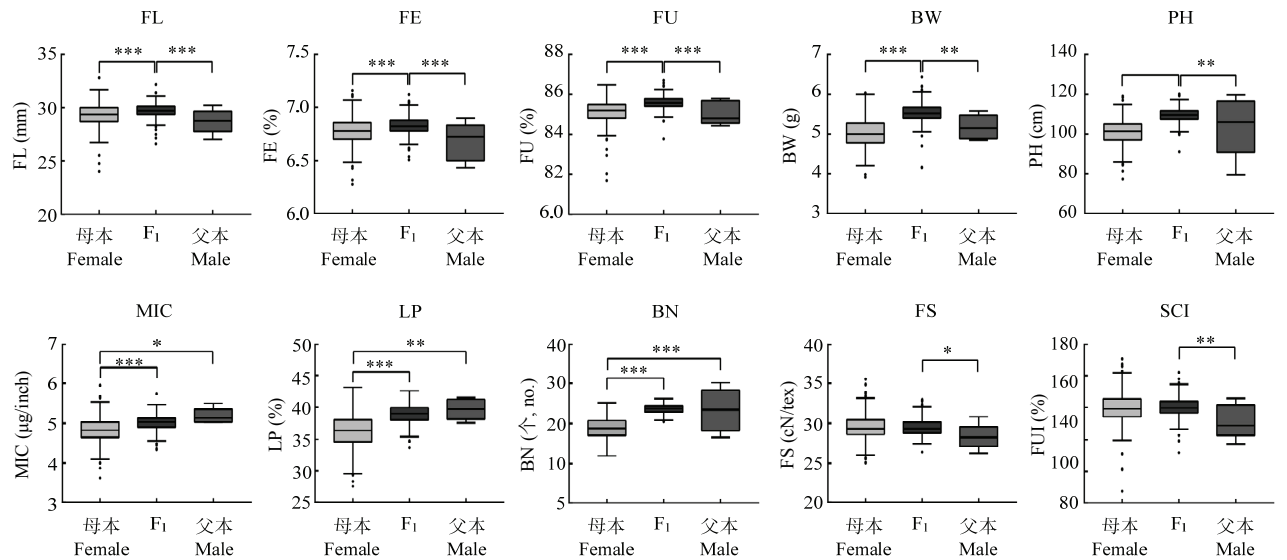 FL
FE
FU
BW
PH
35
30
25
20
FL (mm)
*** ***
母本 F₁ 父本
Female Male
7.5
7.0
6.5
6.0
FE (%)
*** ***
母本 F₁ 父本
Female Male
88
86
84
82
6.0
FU (%)
*** ***
母本 F₁ 父本
Female Male
7
6
5
4
3
BW (g)
*** **
母本 F₁ 父本
Female Male
140
120
100
80
60
PH (cm)
**
母本 F₁ 父本
Female Male
MIC
LP
BN
FS
SCI
7
6
5
4
3
MIC (μg/inch)
*
***
母本 F₁ 父本
Female Male
50
45
40
35
30
25
LP (%)
**
***
母本 F₁ 父本
Female Male
40
30
20
10
5
BN (个, no.)
***
***
母本 F₁ 父本
Female Male
40
35
30
25
20
FS (cN/tex)
*
母本 F₁ 父本
Female Male
180
160
140
120
100
80
FUI (%)
**
母本 F₁ 父本
Female Male